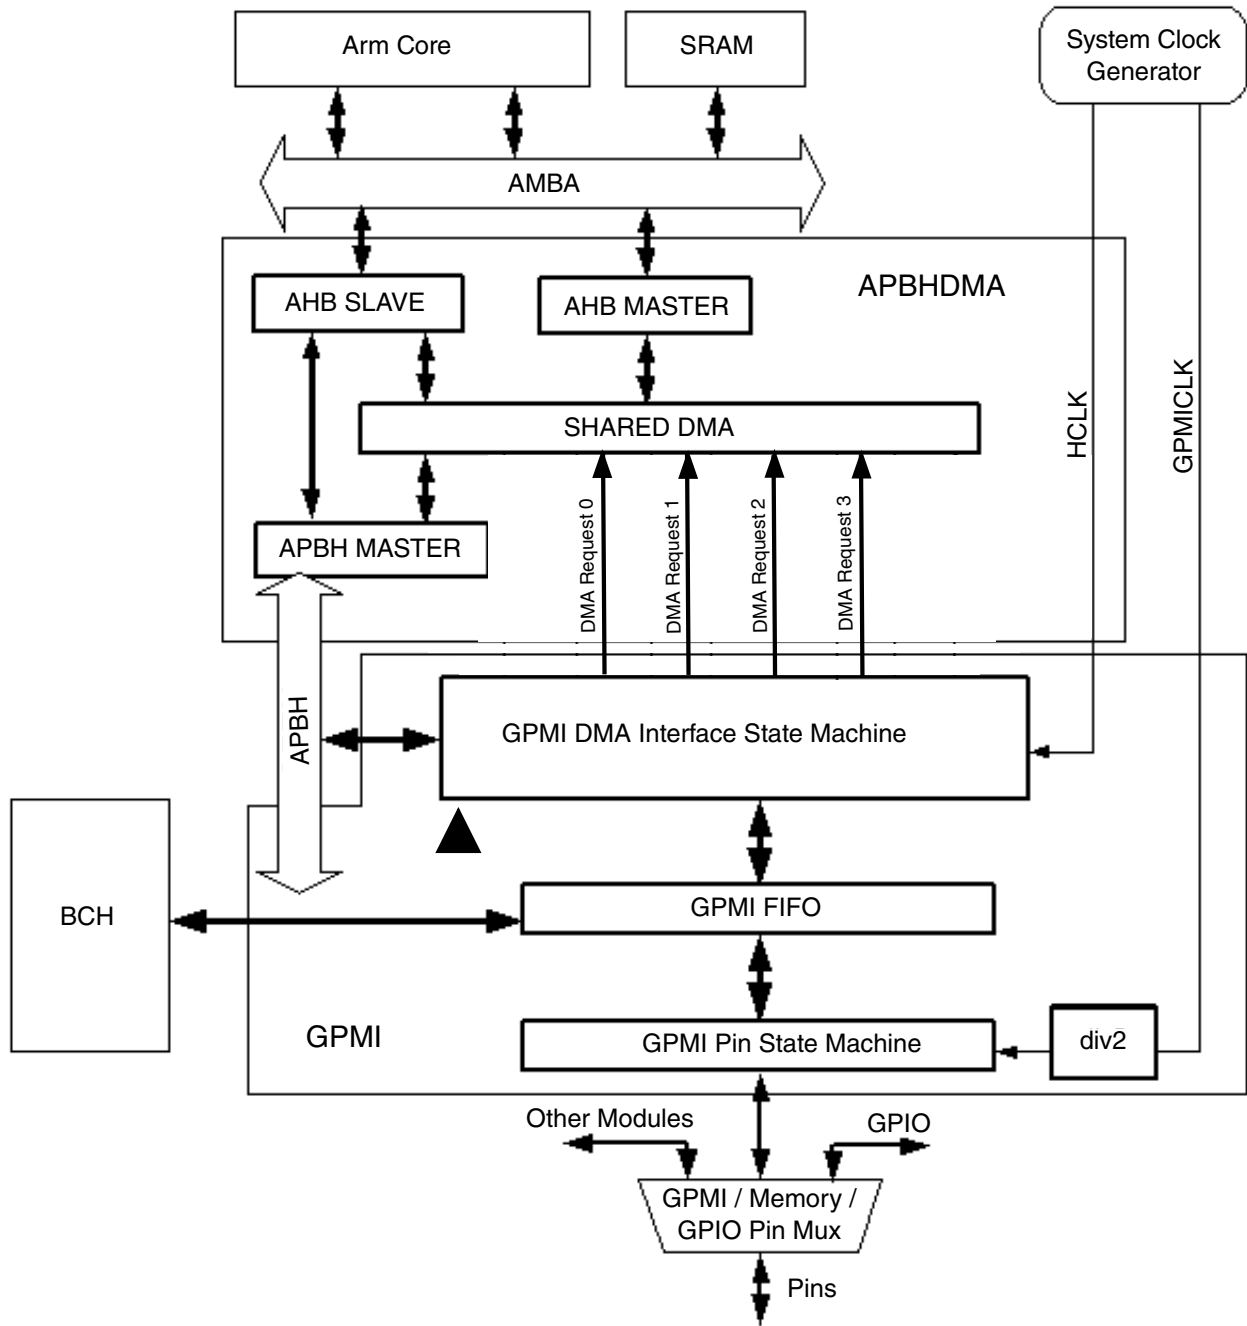 Arm Core
SRAM
System Clock
Generator
AMBA
AHB SLAVE
AHB MASTER
APBHDMA
SHARED DMA
HCLK
GPMICLK
DMA Request 0
DMA Request 1
DMA Request 2
DMA Request 3
APBH MASTER
APBH
GPMI DMA Interface State Machine
BCH
GPMI FIFO
GPMI
GPMI Pin State Machine
div2
Other Modules
GPIO
GPMI / Memory /
GPIO Pin Mux
Pins